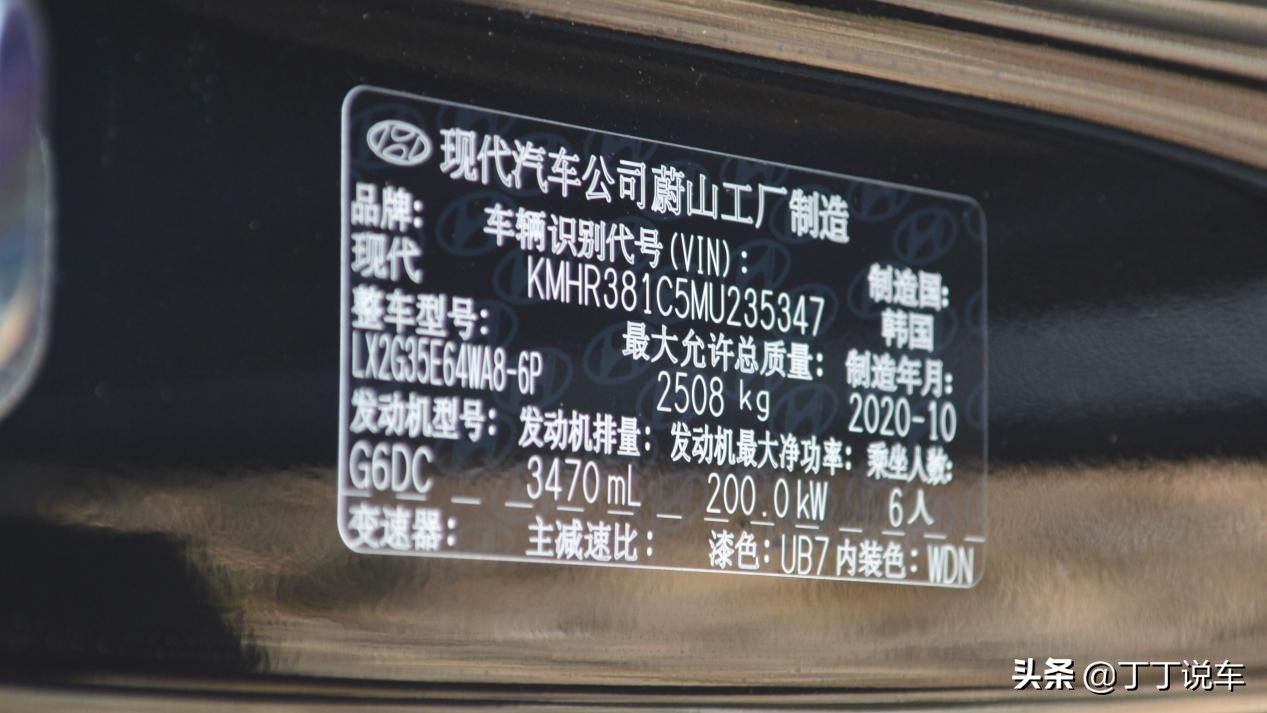 现代汽车公司蔚山工厂制造
品牌: 车辆识别代号(VIN): 制造国:
现代 KMHR381C5MU235347 韩国
整车型号: 最大允许总质量: 制造年月:
LX2G35E64WA8-6P 2508 kg 2020-10
发动机型号: 发动机排量: 发动机最大净功率: 乘坐人数:
G6DC 3470 mL 200.0 kW 6人
变速器: 主减速比: 漆色: UB7 内装色: WDN
头条 @丁丁说车